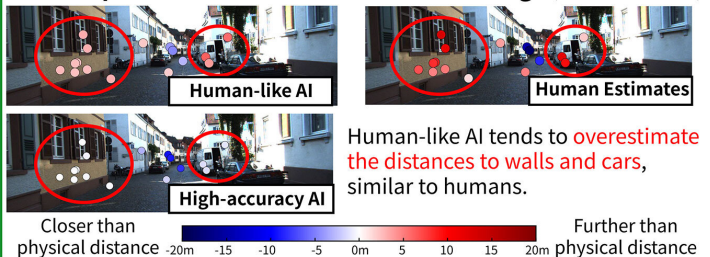 Human-like AI
Human Estimates
High-accuracy AI
Human-like AI tends to overestimate
the distances to walls and cars,
similar to humans.
Closer than
physical distance
-20m -15 -10 -5 0m 5 10 15 20m
Further than
physical distance